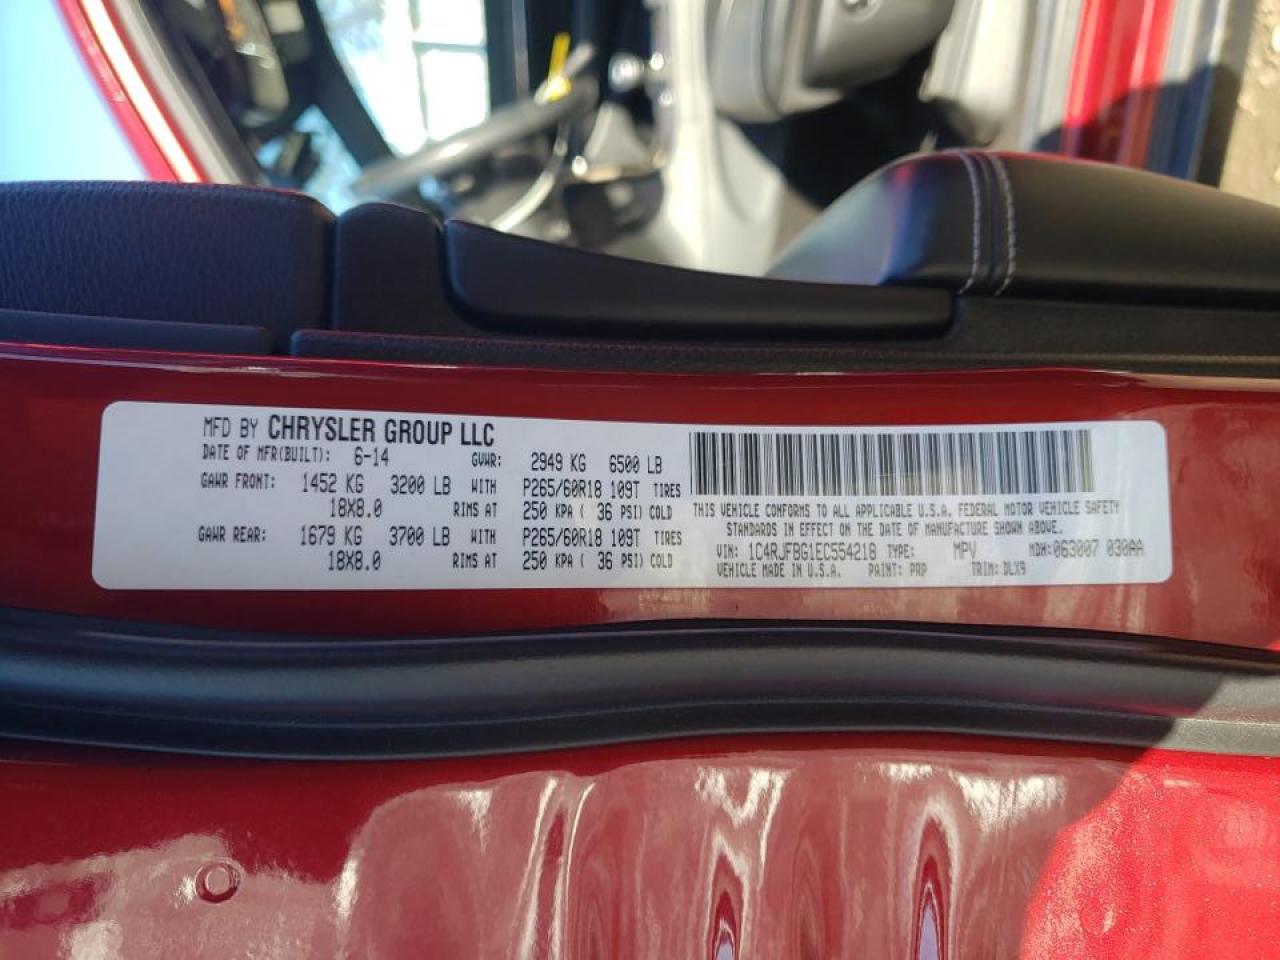 MFD BY CHRYSLER GROUP LLC
DATE OF MFR(BUILT): 6-14 GVWR: 2949 KG 6500 LB
GAWR FRONT: 1452 KG 3200 LB WITH P265/60R18 109T TIRES
18X8.0 RIMS AT 250 KPA ( 36 PSI) COLD
GAWR REAR: 1679 KG 3700 LB WITH P265/60R18 109T TIRES
18X8.0 RIMS AT 250 KPA ( 36 PSI) COLD
THIS VEHICLE CONFORMS TO ALL APPLICABLE U.S.A. FEDERAL MOTOR VEHICLE SAFETY
STANDARDS IN EFFECT ON THE DATE OF MANUFACTURE SHOWN ABOVE.
VIN: 1C4RJFBG1EC554218 TYPE: MPV MDH: 063007 030AA
VEHICLE MADE IN U.S.A. PAINT: PRP TRIM: DLX9